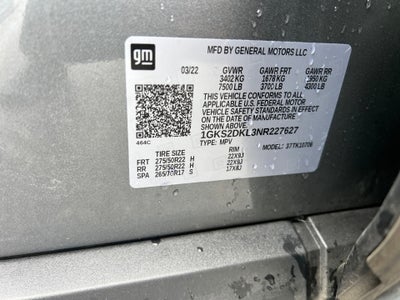 gm
MFD BY GENERAL MOTORS LLC
03/22 GVWR GAWR FRT GAWR RR
3402 KG 1678 KG 1950 KG
7500 LB 3700 LB 4300 LB
THIS VEHICLE CONFORMS TO ALL
APPLICABLE U.S. FEDERAL MOTOR
VEHICLE SAFETY STANDARDS IN EFFECT
ON THE DATE OF MANUFACTURE
SHOWN ABOVE.
1GKS2DKL3NR227627
464C TYPE: MPV MODEL:
TIRE SIZE RIM
FRT 275/50R22 H 22X9J
RR 275/50R22 H 22X9J
SPA 265/70R17 S 17X8J